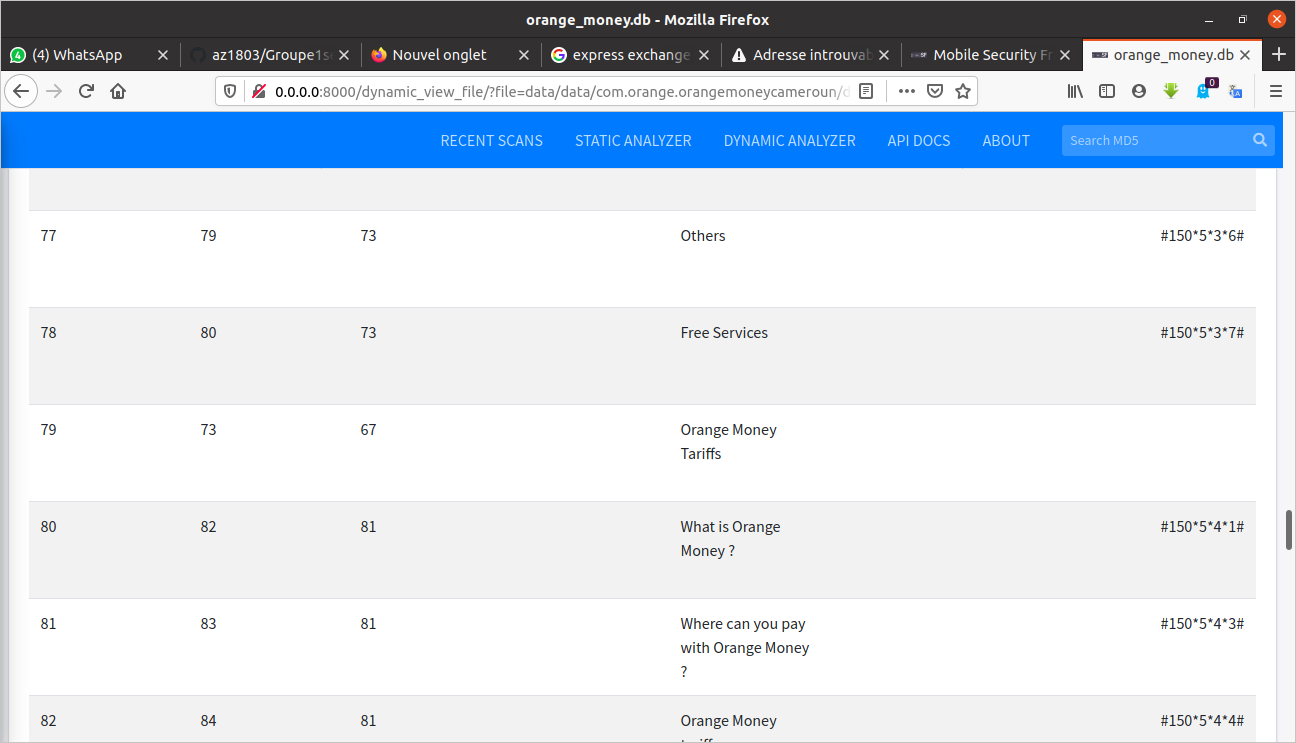 orange_money.db - Mozilla Firefox
(4) WhatsApp
az1803/Groupe1s
Nouvel onglet
express exchange
Adresse introuvab
Mobile Security Fr
orange_money.db
0.0.0.0:8000/dynamic_view_file/?file=data/data/com.orange.orangemoneycameroun/d
0
RECENT SCANS STATIC ANALYZER DYNAMIC ANALYZER API DOCS ABOUT Search MD5
77 79 73 Others #150*5*3*6#
78 80 73 Free Services #150*5*3*7#
79 73 67 Orange Money
Tariffs
80 82 81 What is Orange #150*5*4*1#
Money ?
81 83 81 Where can you pay #150*5*4*3#
with Orange Money
?
82 84 81 Orange Money #150*5*4*4#